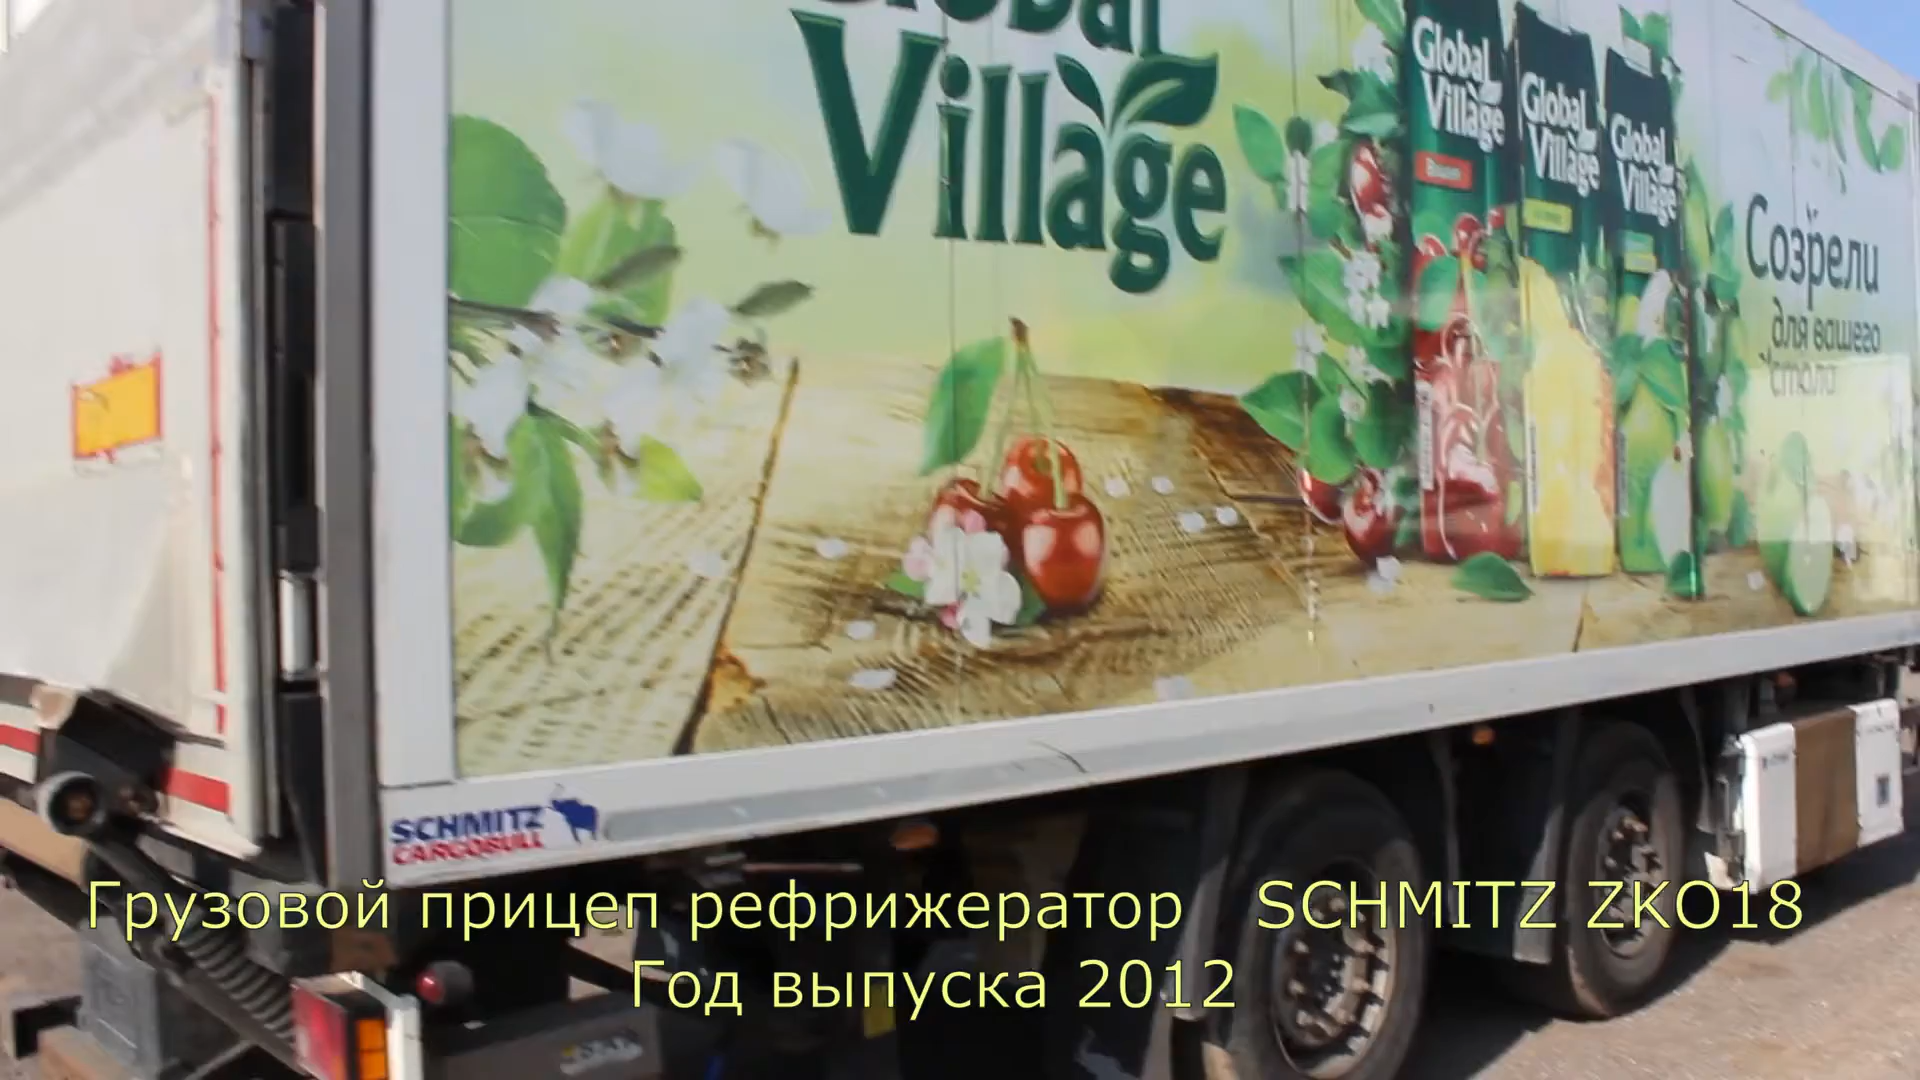 Global
Village
Global
Village
Вишня
Global
Village
Global
Village
Созрели
для вашего
стола
SCHMITZ
CARGOBULL
Грузовой прицеп рефрижератор SCHMITZ ZKO18
Год выпуска 2012